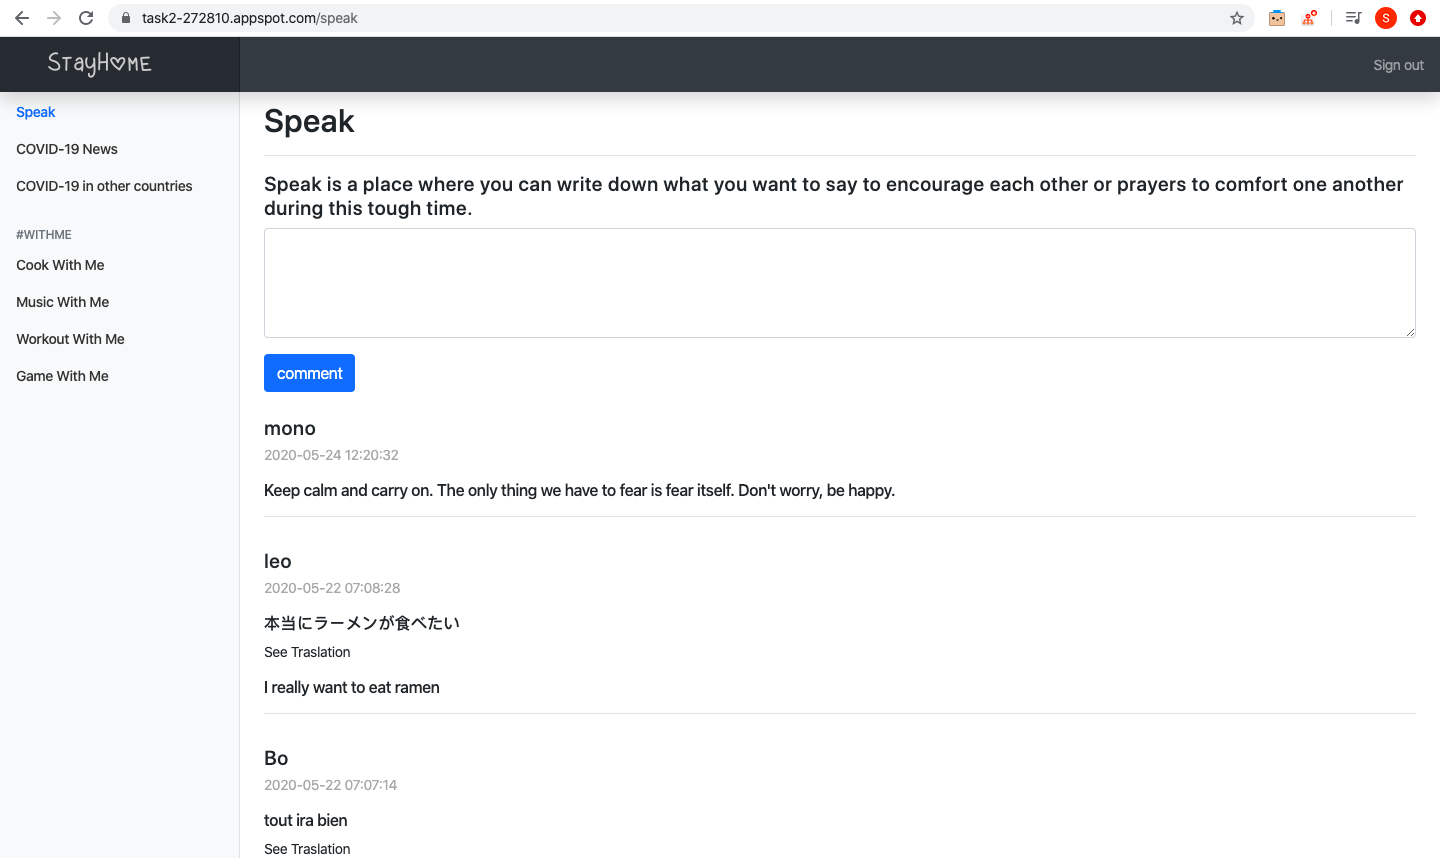 task2-272810.appspot.com/speak
S
StayHome
Sign out
Speak
COVID-19 News
COVID-19 in other countries
#WITHME
Cook With Me
Music With Me
Workout With Me
Game With Me
Speak
Speak is a place where you can write down what you want to say to encourage each other or prayers to comfort one another
during this tough time.
comment
mono
2020-05-24 12:20:32
Keep calm and carry on. The only thing we have to fear is fear itself. Don't worry, be happy.
leo
2020-05-22 07:08:28
本当にラーメンが食べたい
See Traslation
I really want to eat ramen
Bo
2020-05-22 07:07:14
tout ira bien
See Traslation